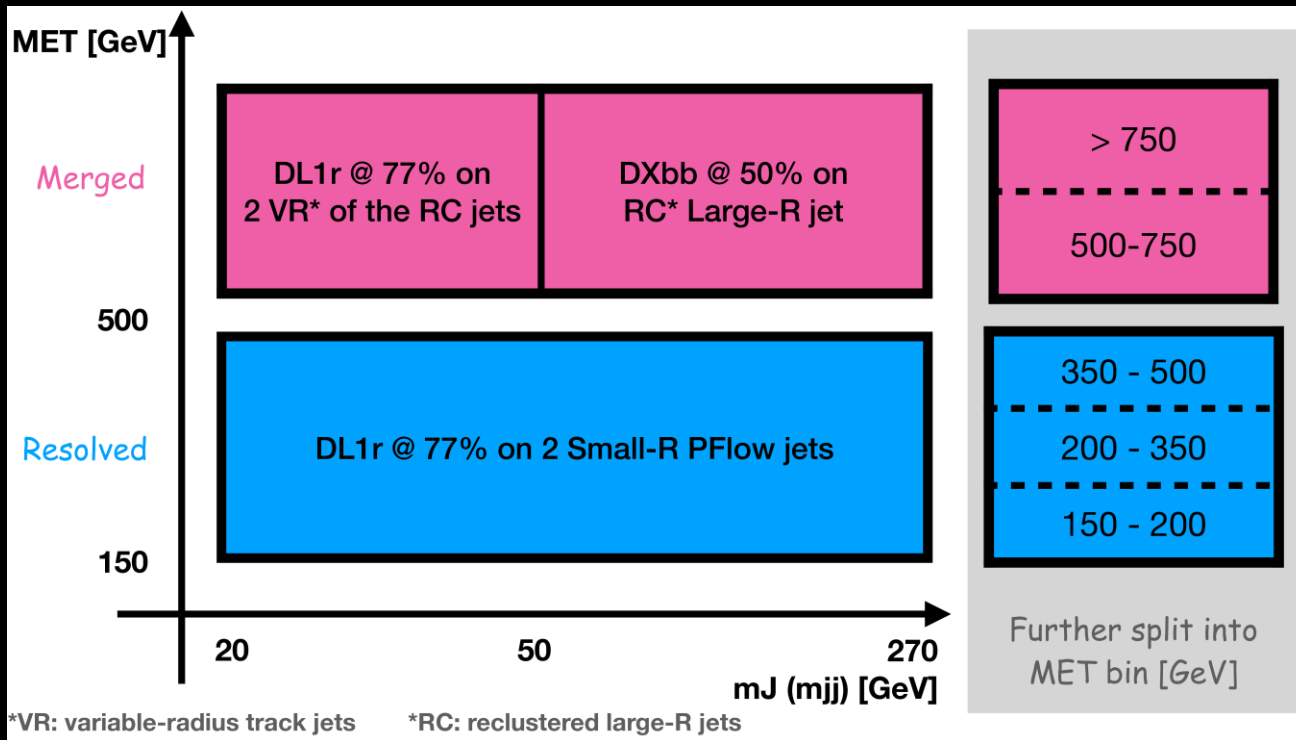 MET [GeV]
Merged
DL1r @ 77% on
2 VR* of the RC jets
DXbb @ 50% on
RC* Large-R jet
> 750
500-750
500
Resolved
DL1r @ 77% on 2 Small-R PFlow jets
350 - 500
200 - 350
150 - 200
150
20
50
270
mJ (mjj) [GeV]
Further split into
MET bin [GeV]
*VR: variable-radius track jets
*RC: reclustered large-R jets